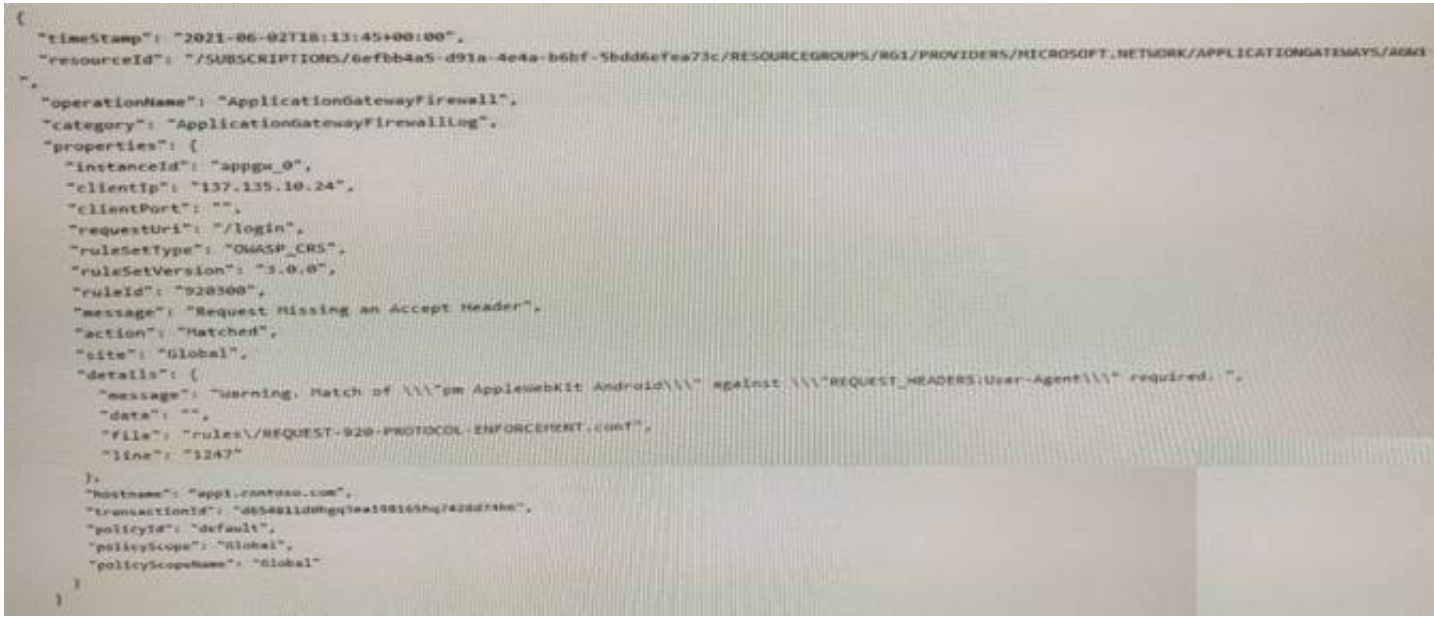 {
"timeStamp": "2021-06-02T18:13:45+00:00",
"resourceId": "/SUBSCRIPTIONS/6efbb4a5-d91a-4e4a-b6bf-5bdd6efea73c/RESOURCEGROUPS/RG1/PROVIDERS/MICROSOFT.NETWORK/APPLICATIONGATEWAYS/AGW1
",
"operationName": "ApplicationGatewayFirewall",
"category": "ApplicationGatewayFirewallLog",
"properties": {
"instanceId": "appgw_0",
"clientIp": "137.135.10.24",
"clientPort": "",
"requestUri": "/login",
"ruleSetType": "OWASP_CRS",
"ruleSetVersion": "3.0.0",
"ruleId": "920300",
"message": "Request Missing an Accept Header",
"action": "Matched",
"site": "Global",
"details": {
"message": "Warning. Match of \\\"pm AppleWebKit Android\\\" against \\\"REQUEST_HEADERS:User-Agent\\\" required. ",
"data": "",
"file": "rules\/REQUEST-920-PROTOCOL-ENFORCEMENT.conf",
"line": "1247"
},
"hostname": "app1.contoso.com",
"transactionId":
"policyId": "default",
"policyScope": "Global",
"policyScopeName": "Global"
}
}